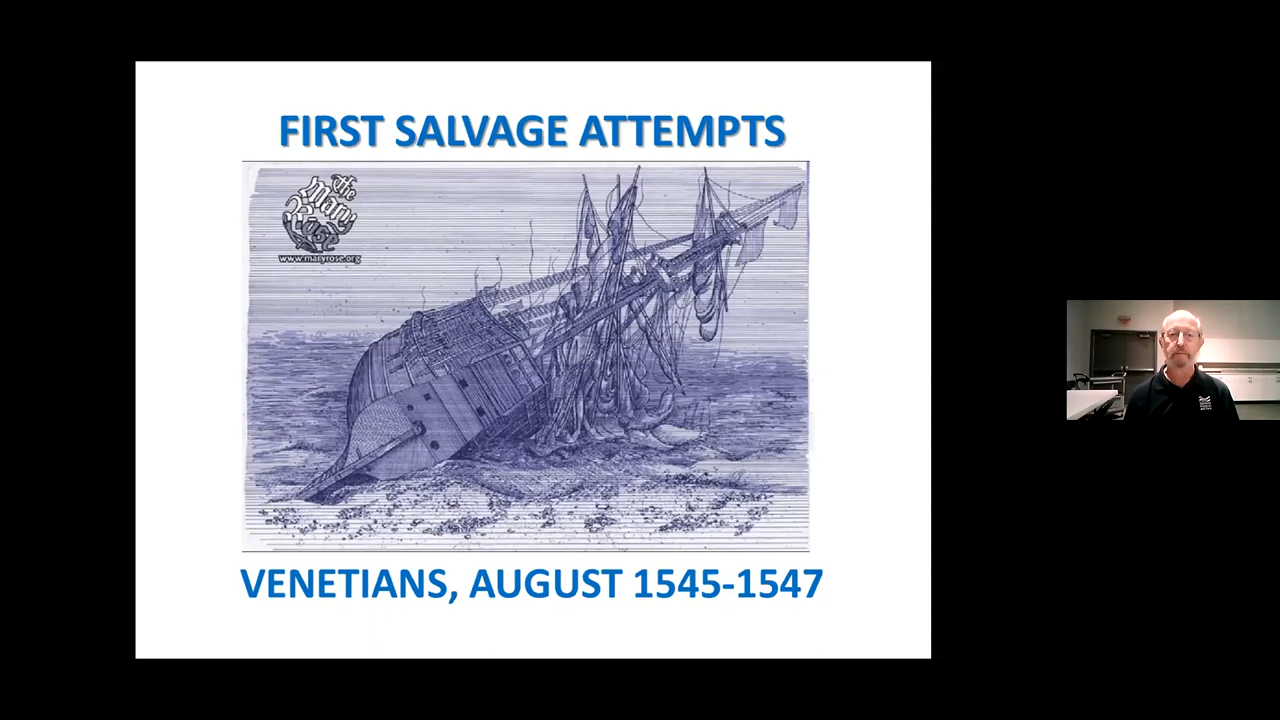 FIRST SALVAGE ATTEMPTS
the
Mary
Rose
www.maryrose.org
VENETIANS, AUGUST 1545-1547